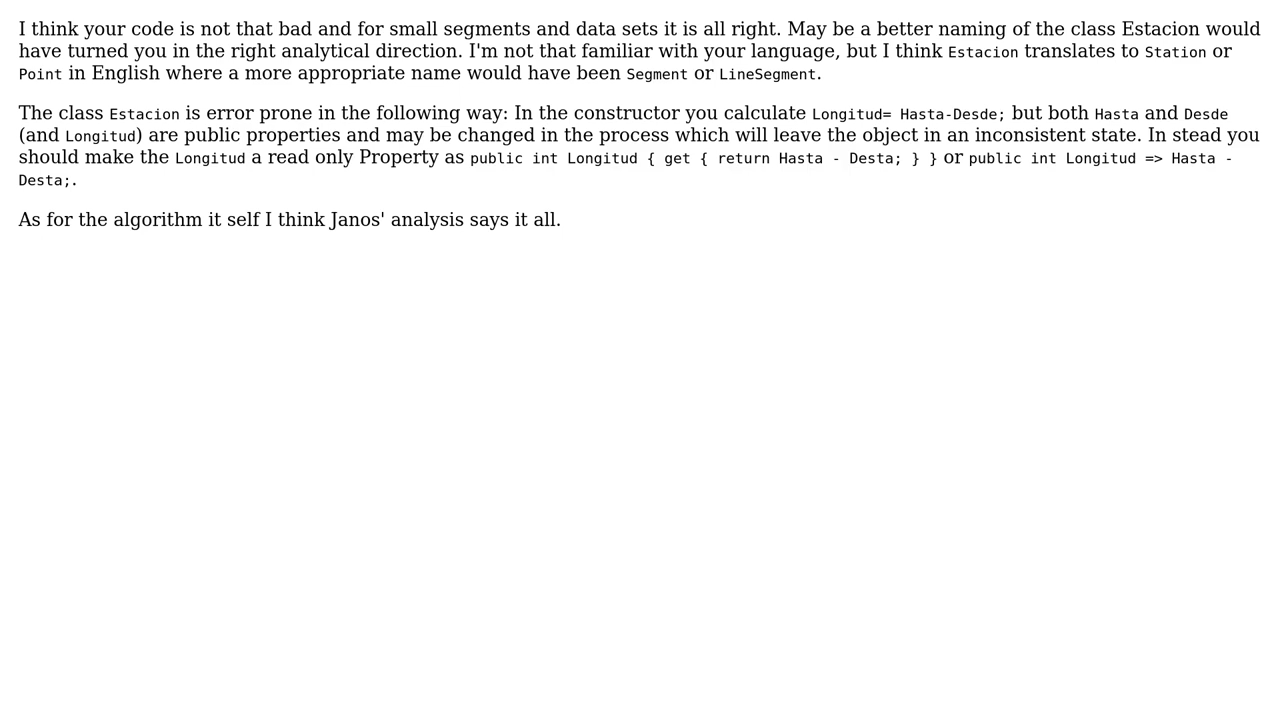 I think your code is not that bad and for small segments and data sets it is all right. May be a better naming of the class Estacion would
have turned you in the right analytical direction. I'm not that familiar with your language, but I think Estacion translates to Station or
Point in English where a more appropriate name would have been Segment or LineSegment.
The class Estacion is error prone in the following way: In the constructor you calculate Longitud= Hasta-Desde; but both Hasta and Desde
(and Longitud) are public properties and may be changed in the process which will leave the object in an inconsistent state. In stead you
should make the Longitud a read only Property as public int Longitud { get { return Hasta - Desta; } } or public int Longitud => Hasta -
Desta;.
As for the algorithm it self I think Janos' analysis says it all.